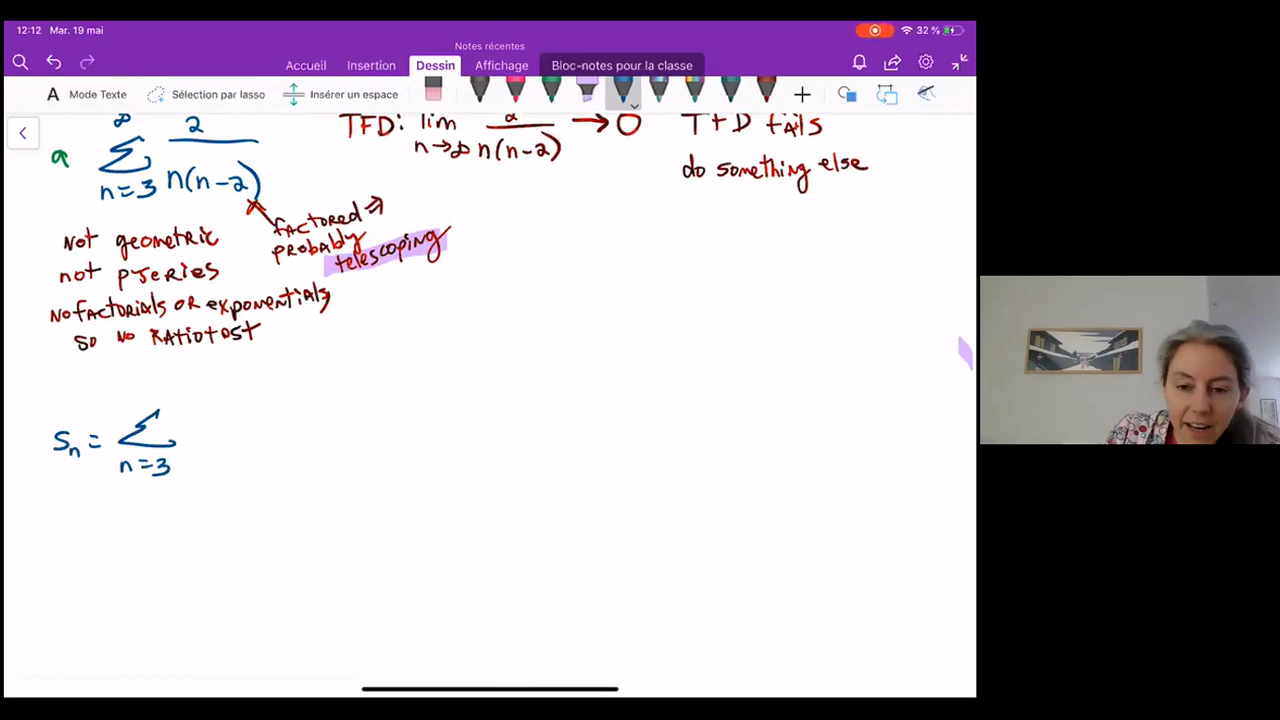 12:12 Mar. 19 mai
32 %
Notes récentes
Accueil Insertion Dessin Affichage Bloc-notes pour la classe
A Mode Texte Sélection par lasso Insérer un espace
a ∞ ∑ n=3 2 / n(n-2)
TFD: lim n→∞ 2 / n(n-2) → 0 TFD fails
do something else
factored ⇒
probably
telescoping
not geometric
not p series
no factorials or exponentials
so no Ratio test
Sn = ∑ n=3